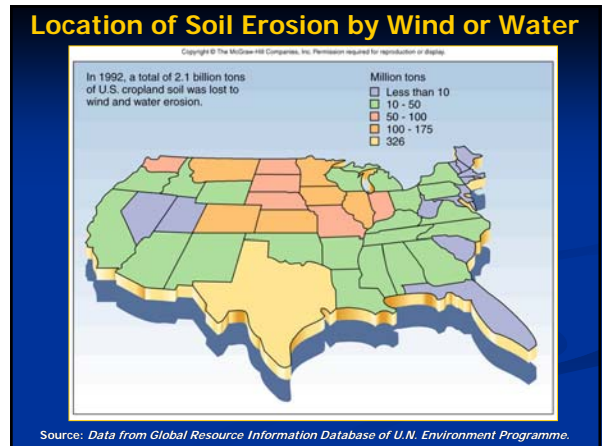 Location of Soil Erosion by Wind or Water
Copyright © The McGraw-Hill Companies, Inc. Permission required for reproduction or display.
In 1992, a total of 2.1 billion tons
of U.S. cropland soil was lost to
wind and water erosion.
Million tons
Less than 10
10 - 50
50 - 100
100 - 175
326
Source: Data from Global Resource Information Database of U.N. Environment Programme.